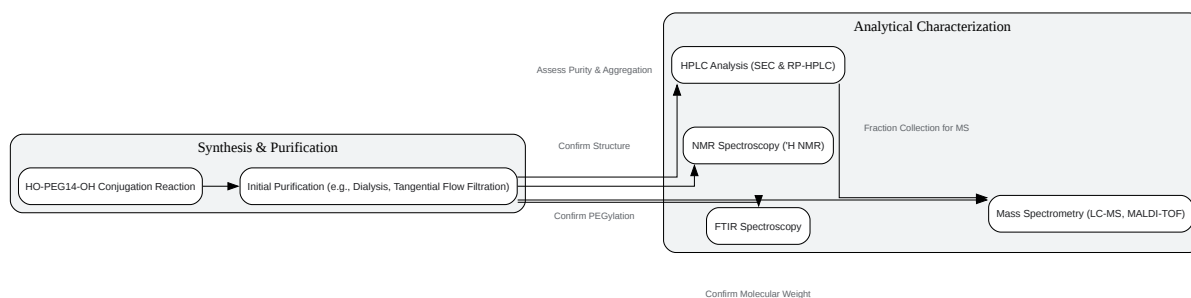 Analytical Characterization
HPLC Analysis (SEC & RP-HPLC)
Assess Purity & Aggregation
Fraction Collection for MS
Synthesis & Purification
Confirm Structure
NMR Spectroscopy ('H NMR)
HO-PEG14-OH Conjugation Reaction
Initial Purification (e.g., Dialysis, Tangential Flow Filtration)
Confirm PEGylation
FTIR Spectroscopy
Mass Spectrometry (LC-MS, MALDI-TOF)
Confirm Molecular Weight